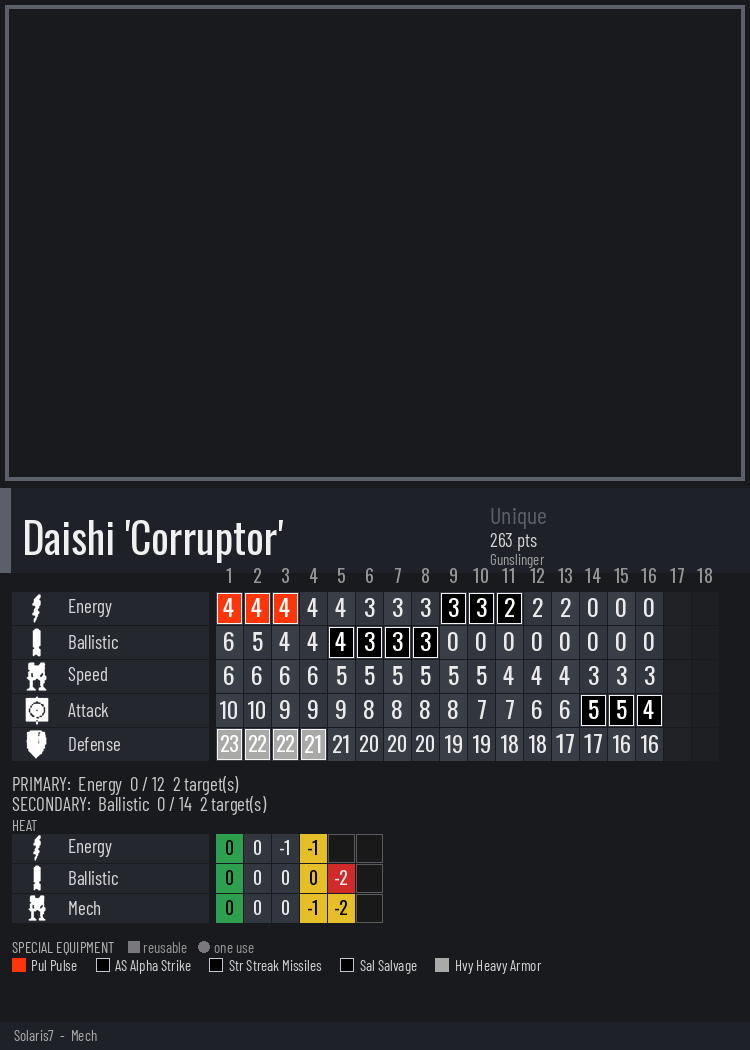 Daishi 'Corruptor'
Unique
263 pts
Gunslinger
1 2 3 4 5 6 7 8 9 10 11 12 13 14 15 16 17 18
Energy 4 4 4 4 4 3 3 3 3 3 2 2 2 0 0 0
Ballistic 6 5 4 4 4 3 3 3 0 0 0 0 0 0 0 0
Speed 6 6 6 6 5 5 5 5 5 5 4 4 4 3 3 3
Attack 10 10 9 9 9 8 8 8 8 7 7 6 6 5 5 4
Defense 23 22 22 21 21 20 20 20 19 19 18 18 17 17 16 16
PRIMARY: Energy 0 / 12 2 target(s)
SECONDARY: Ballistic 0 / 14 2 target(s)
HEAT
Energy 0 0 -1 -1
Ballistic 0 0 0 0 -2
Mech 0 0 0 -1 -2
SPECIAL EQUIPMENT reusable one use
Pul Pulse AS Alpha Strike Str Streak Missiles Sal Salvage Hvy Heavy Armor
Solaris7 - Mech